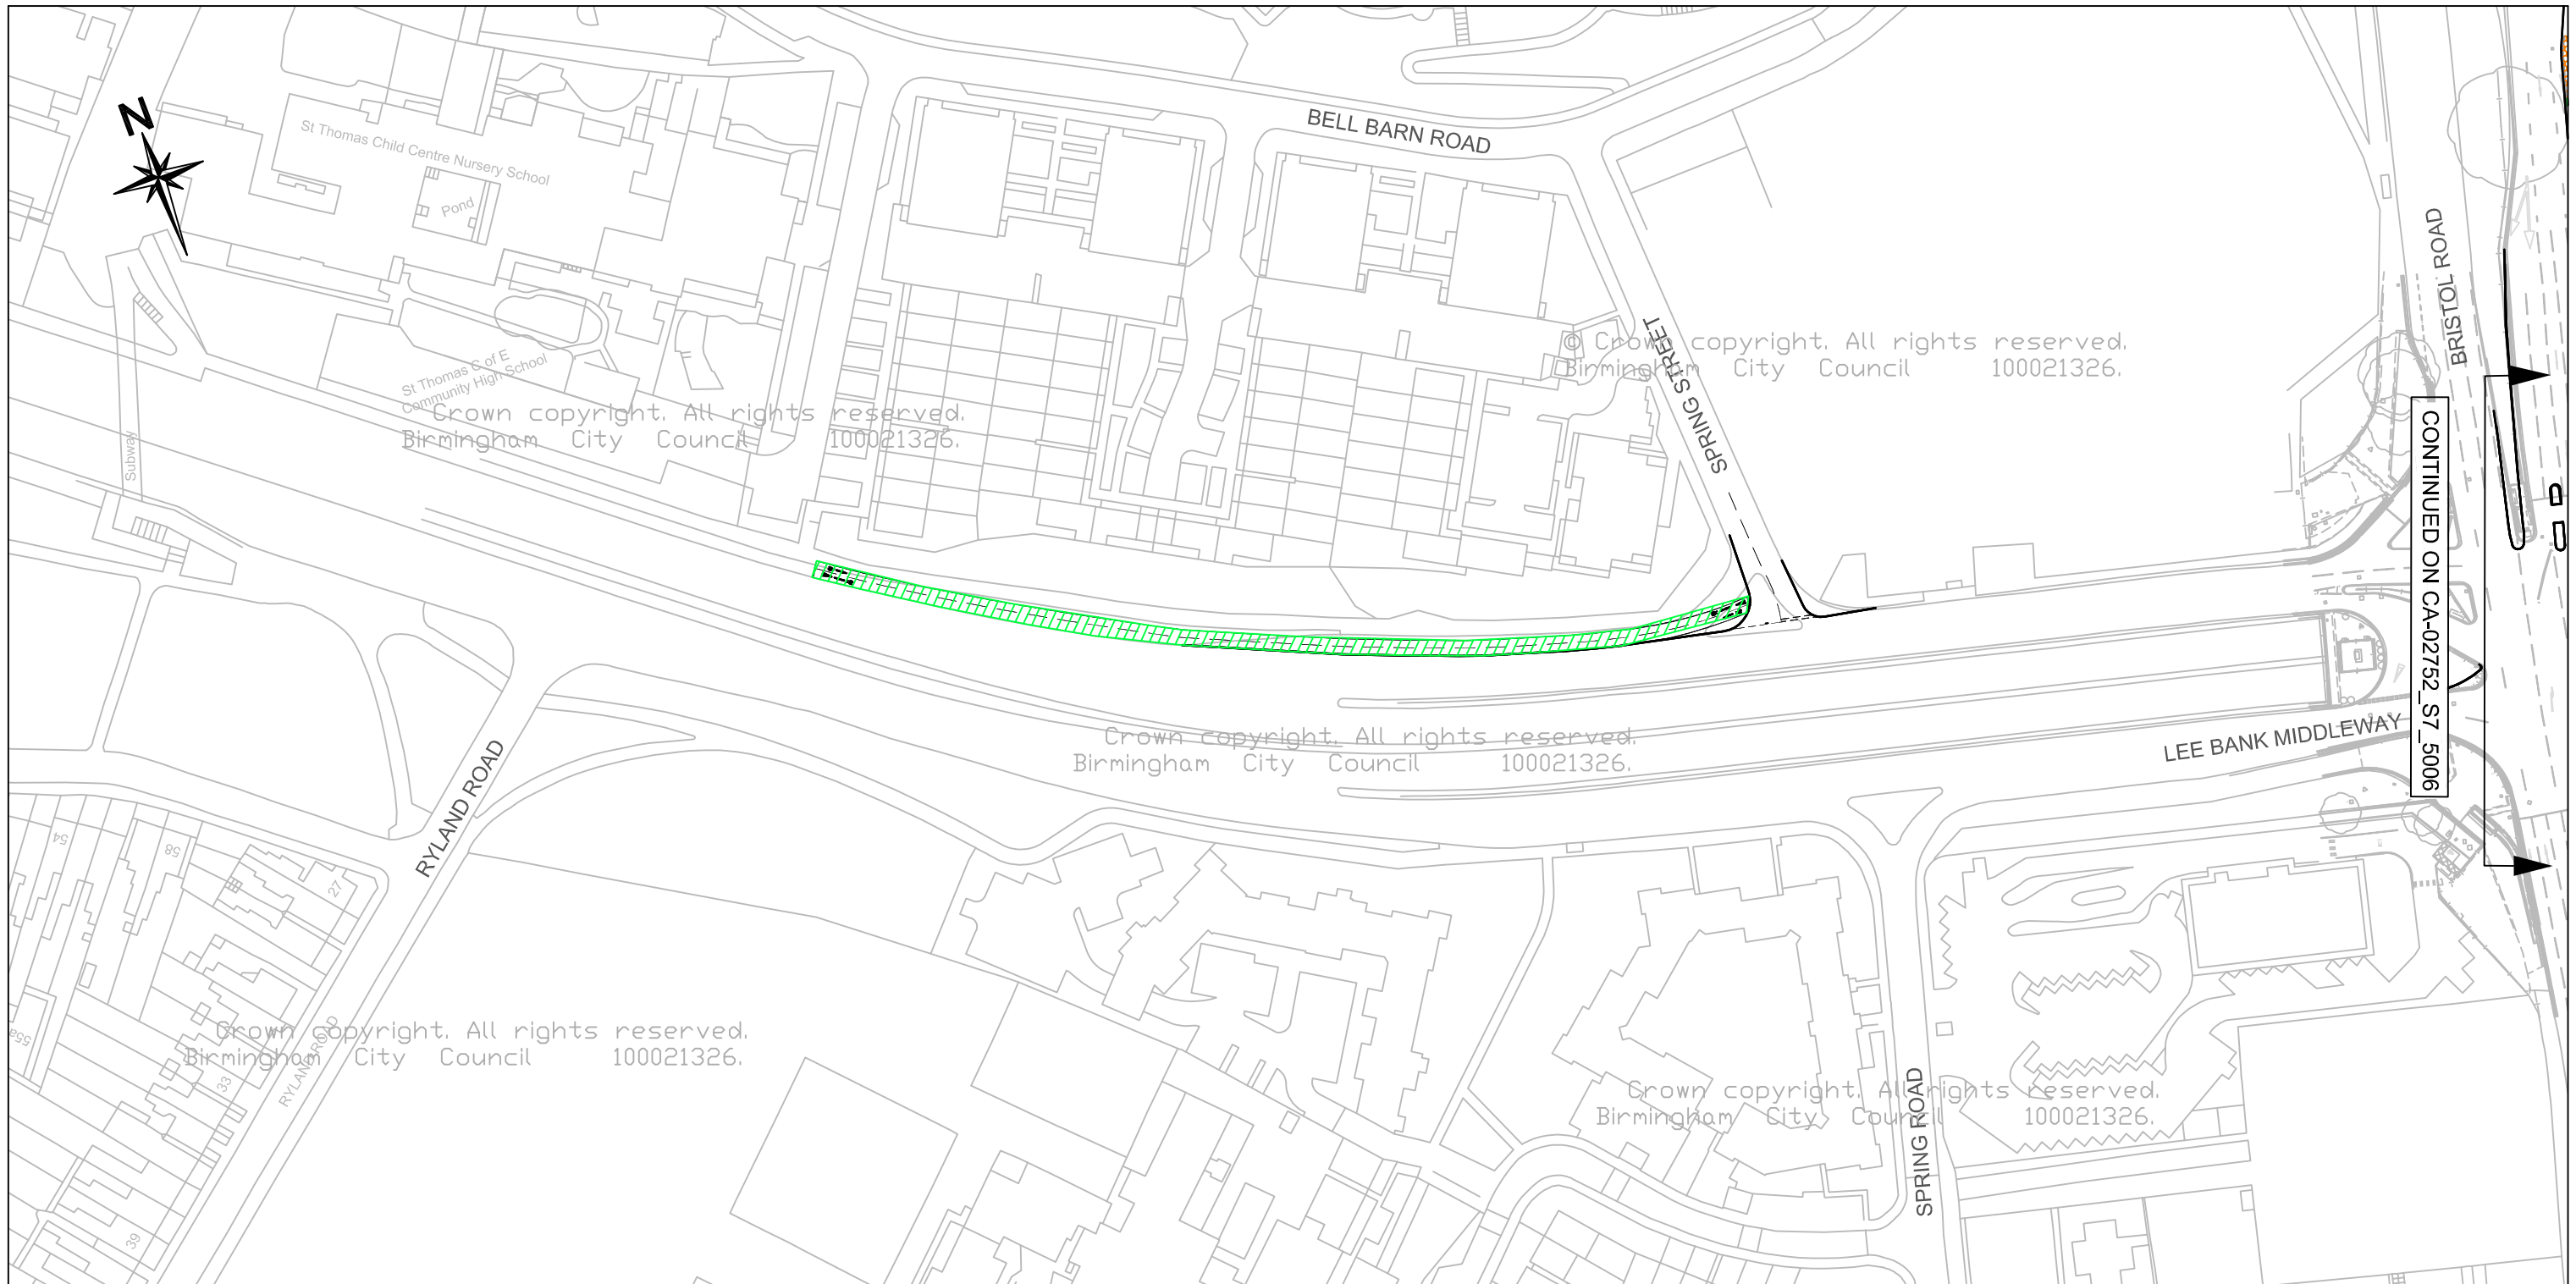 N
St Thomas Child Centre Nursery School
Pond
BELL BARN ROAD
BRISTOL ROAD
SPRING STREET
© Crown copyright. All rights reserved.
Birmingham City Council 100021326.
St Thomas C of E
Community High School
Crown copyright. All rights reserved.
Birmingham City Council 100021326.
Subway
CONTINUED ON CA-02752_S7_5006
Crown copyright. All rights reserved.
Birmingham City Council 100021326.
LEE BANK MIDDLEWAY
RYLAND ROAD
54
58
27
55a
Crown copyright. All rights reserved.
Birmingham City Council 100021326.
RYLAND ROAD
33
39
Crown copyright. All rights reserved.
Birmingham City Council 100021326.
SPRING ROAD